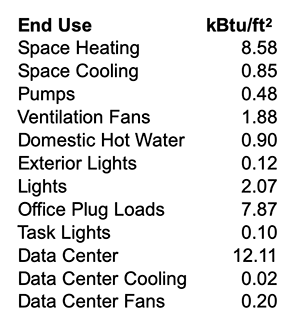 End Use kBtu/ft²
Space Heating 8.58
Space Cooling 0.85
Pumps 0.48
Ventilation Fans 1.88
Domestic Hot Water 0.90
Exterior Lights 0.12
Lights 2.07
Office Plug Loads 7.87
Task Lights 0.10
Data Center 12.11
Data Center Cooling 0.02
Data Center Fans 0.20